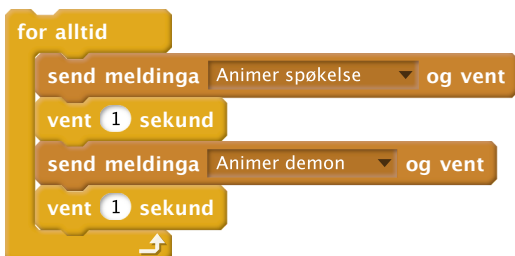 for alltid
send meldinga Animer spøkelse og vent
vent 1 sekund
send meldinga Animer demon og vent
vent 1 sekund